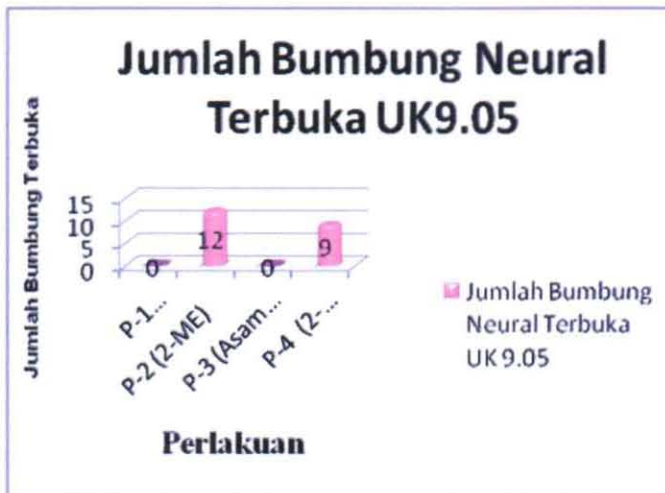 Jumlah Bumbung Neural
Terbuka UK9.05
Jumlah Bumbung Terbuka
15
10
5
0
0
12
0
9
P-1...
P-2 (2-ME)
P-3 (Asam...
P-4 (2-...
Jumlah Bumbung
Neural Terbuka
UK 9.05
Perlakuan